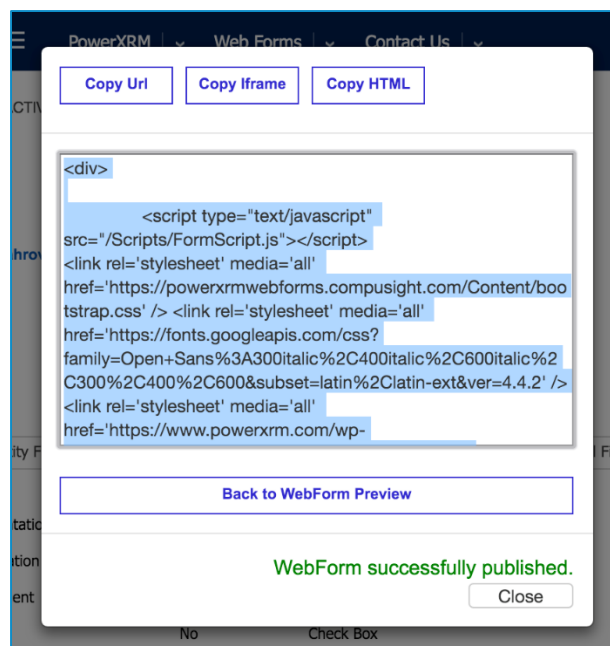 PowerXRM Web Forms Contact Us
Copy Url Copy Iframe Copy HTML
<div>
<script type="text/javascript"
src="/Scripts/FormScript.js"></script>
<link rel='stylesheet' media='all'
href='https://powerxrmwebforms.compusight.com/Content/boo
tstrap.css' /> <link rel='stylesheet' media='all'
href='https://fonts.googleapis.com/css?
family=Open+Sans%3A300italic%2C400italic%2C600italic%2
C300%2C400%2C600&subset=latin%2Clatin-ext&ver=4.4.2' />
<link rel='stylesheet' media='all'
href='https://www.powerxrm.com/wp-
Back to WebForm Preview
WebForm successfully published.
Close
No Check Box